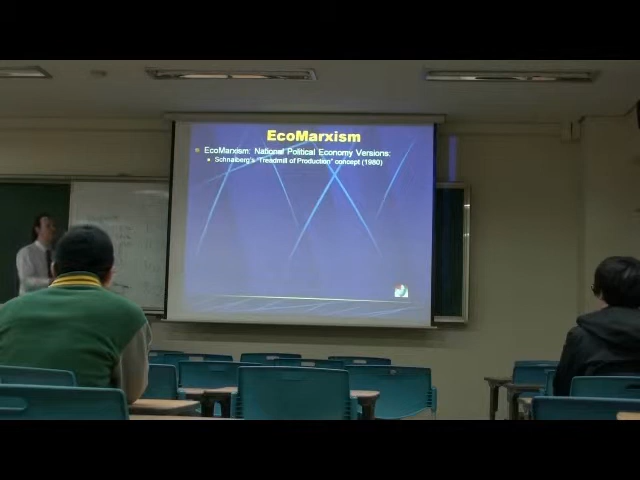 EcoMarxism
EcoMarxism: National Political Economy Versions:
Schnaiberg's "Treadmill of Production" concept (1980)